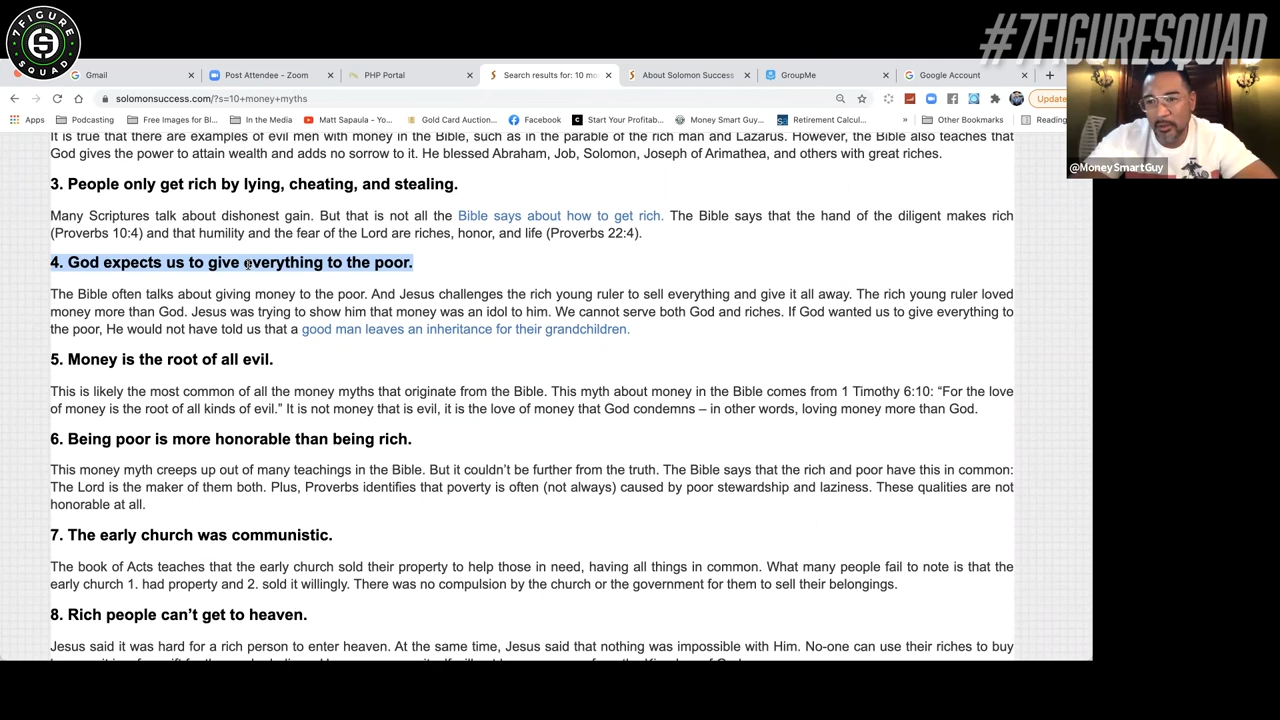 7 FIGURE
S
SQUAD
#7FIGURESQUAD
Gmail
Post Attendee - Zoom
PHP Portal
Search results for: 10 mo
About Solomon Success
GroupMe
Google Account
solomonsuccess.com/?s=10+money+myths
Update
Apps
Podcasting
Free Images for Bl...
In the Media
Matt Sapaula - Yo...
Gold Card Auction...
Facebook
Start Your Profitab...
Money Smart Guy...
Retirement Calcul...
»
Other Bookmarks
Reading
@MoneySmartGuy
It is true that there are examples of evil men with money in the Bible, such as in the parable of the rich man and Lazarus. However, the Bible also teaches that
God gives the power to attain wealth and adds no sorrow to it. He blessed Abraham, Job, Solomon, Joseph of Arimathea, and others with great riches.
3. People only get rich by lying, cheating, and stealing.
Many Scriptures talk about dishonest gain. But that is not all the Bible says about how to get rich. The Bible says that the hand of the diligent makes rich
(Proverbs 10:4) and that humility and the fear of the Lord are riches, honor, and life (Proverbs 22:4).
4. God expects us to give everything to the poor.
The Bible often talks about giving money to the poor. And Jesus challenges the rich young ruler to sell everything and give it all away. The rich young ruler loved
money more than God. Jesus was trying to show him that money was an idol to him. We cannot serve both God and riches. If God wanted us to give everything to
the poor, He would not have told us that a good man leaves an inheritance for their grandchildren.
5. Money is the root of all evil.
This is likely the most common of all the money myths that originate from the Bible. This myth about money in the Bible comes from 1 Timothy 6:10: “For the love
of money is the root of all kinds of evil.” It is not money that is evil, it is the love of money that God condemns – in other words, loving money more than God.
6. Being poor is more honorable than being rich.
This money myth creeps up out of many teachings in the Bible. But it couldn’t be further from the truth. The Bible says that the rich and poor have this in common:
The Lord is the maker of them both. Plus, Proverbs identifies that poverty is often (not always) caused by poor stewardship and laziness. These qualities are not
honorable at all.
7. The early church was communistic.
The book of Acts teaches that the early church sold their property to help those in need, having all things in common. What many people fail to note is that the
early church 1. had property and 2. sold it willingly. There was no compulsion by the church or the government for them to sell their belongings.
8. Rich people can’t get to heaven.
Jesus said it was hard for a rich person to enter heaven. At the same time, Jesus said that nothing was impossible with Him. No-one can use their riches to buy